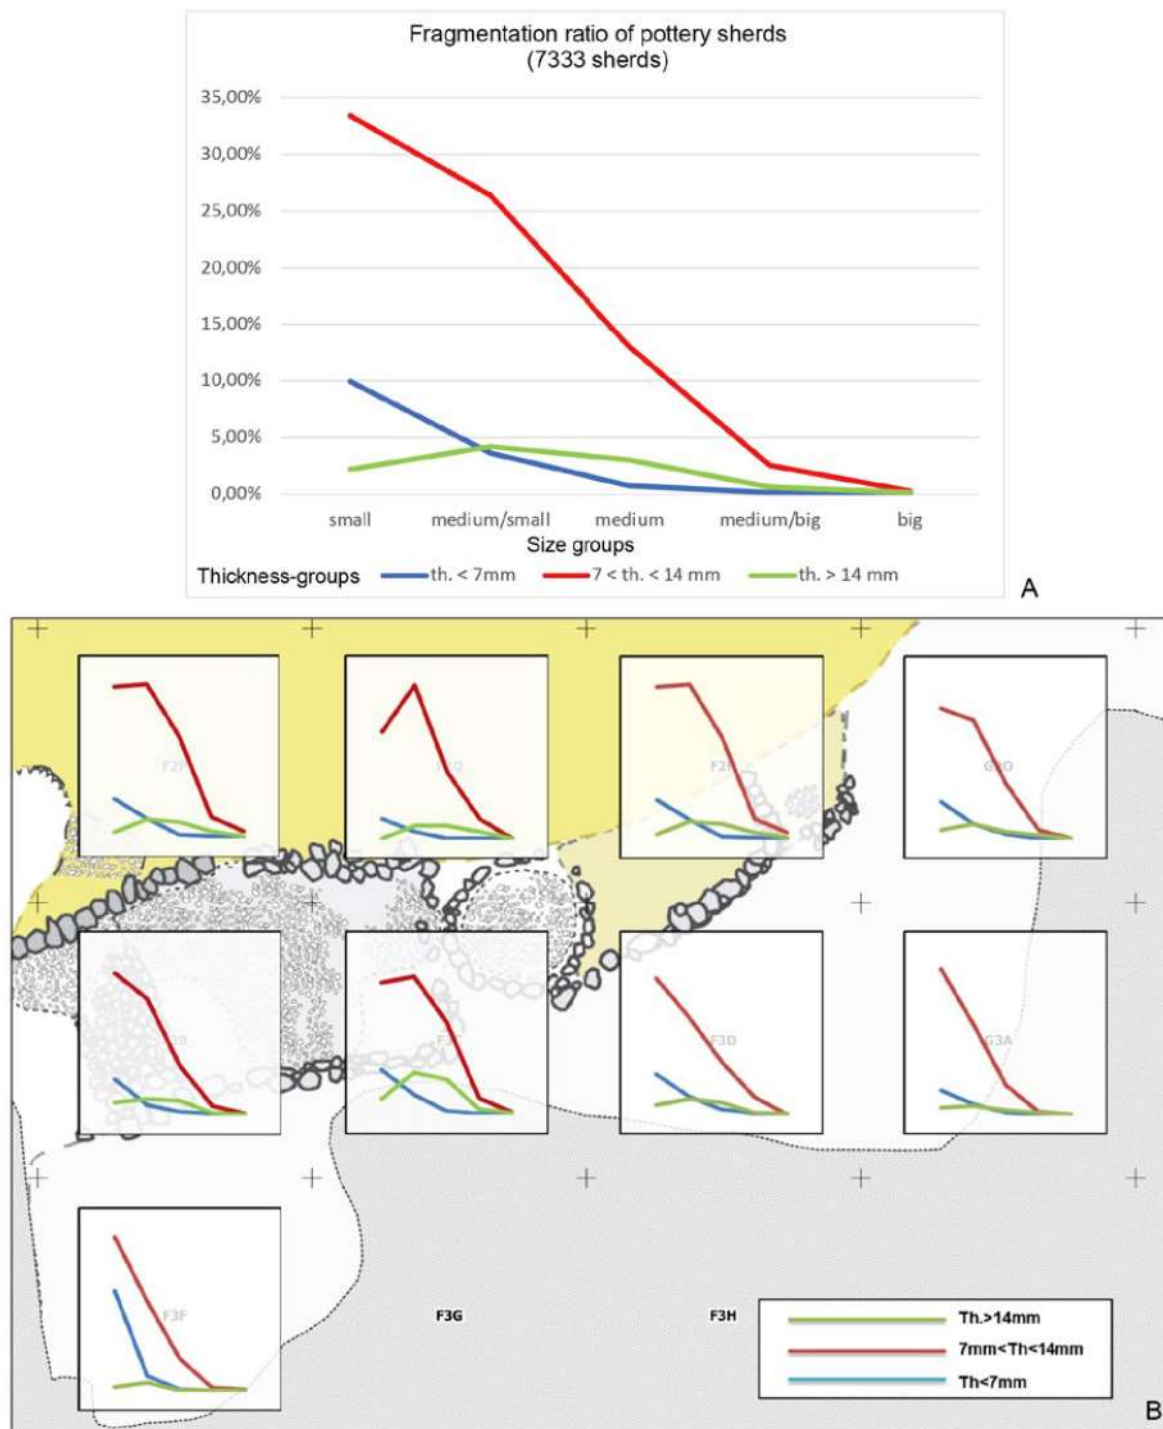 Fragmentation ratio of pottery sherds
(7333 sherds)
35,00%
30,00%
25,00%
20,00%
15,00%
10,00%
5,00%
0,00%
small medium/small medium medium/big big
Size groups
Thickness-groups th. < 7mm 7 < th. < 14 mm th. > 14 mm
A
G2D
F3D G3A
F3F F3G F3H
Th.>14mm
7mm<Th<14mm
Th<7mm
B